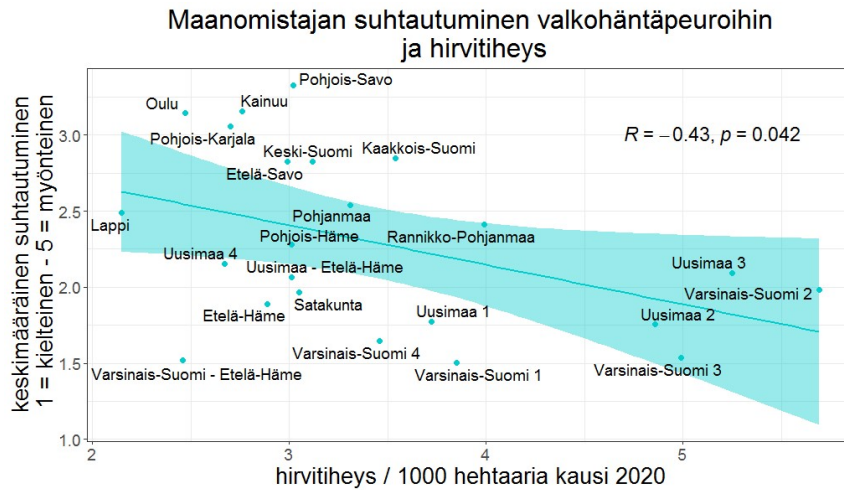 Maanomistajan suhtautuminen valkohäntäpeuroihin
ja hirvitiheys
keskimääräinen suhtautuminen
1 = kielteinen - 5 = myönteinen
3.0
2.5
2.0
1.5
1.0
Pohjois-Savo
Oulu
Kainuu
Pohjois-Karjala
R = −0.43, p = 0.042
Keski-Suomi
Kaakkois-Suomi
Etelä-Savo
Lappi
Pohjanmaa
Pohjois-Häme
Rannikko-Pohjanmaa
Uusimaa 4
Uusimaa - Etelä-Häme
Uusimaa 3
Varsinais-Suomi 2
Etelä-Häme
Satakunta
Uusimaa 1
Uusimaa 2
Varsinais-Suomi 4
Varsinais-Suomi - Etelä-Häme
Varsinais-Suomi 1
Varsinais-Suomi 3
2
3
4
5
hirvitiheys / 1000 hehtaaria kausi 2020